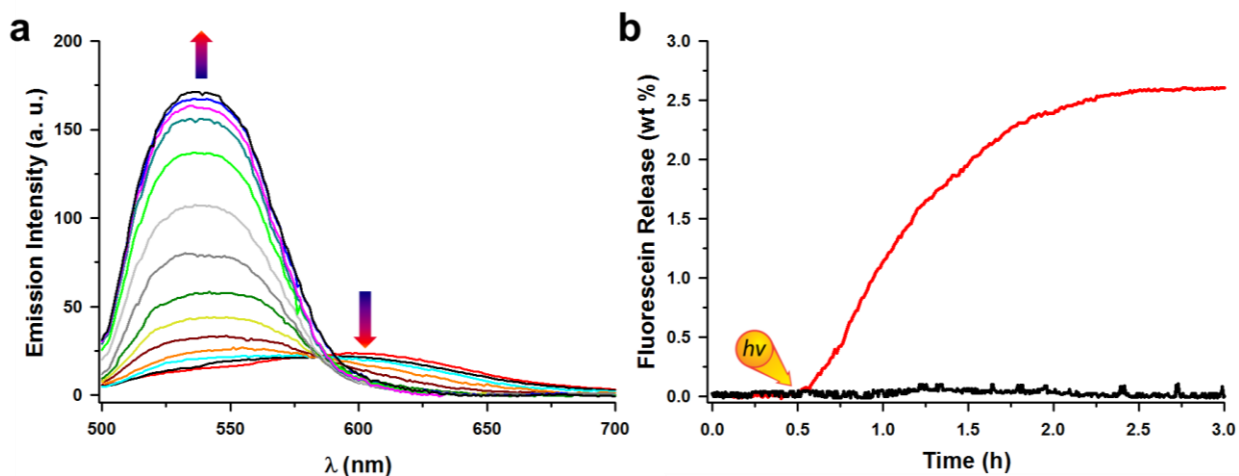 a
200
150
100
50
0
Emission Intensity (a. u.)
500 550 600 650 700
λ (nm)
b
3.0
2.5
2.0
1.5
1.0
0.5
0.0
Fluorescein Release (wt %)
hν
0.0 0.5 1.0 1.5 2.0 2.5 3.0
Time (h)